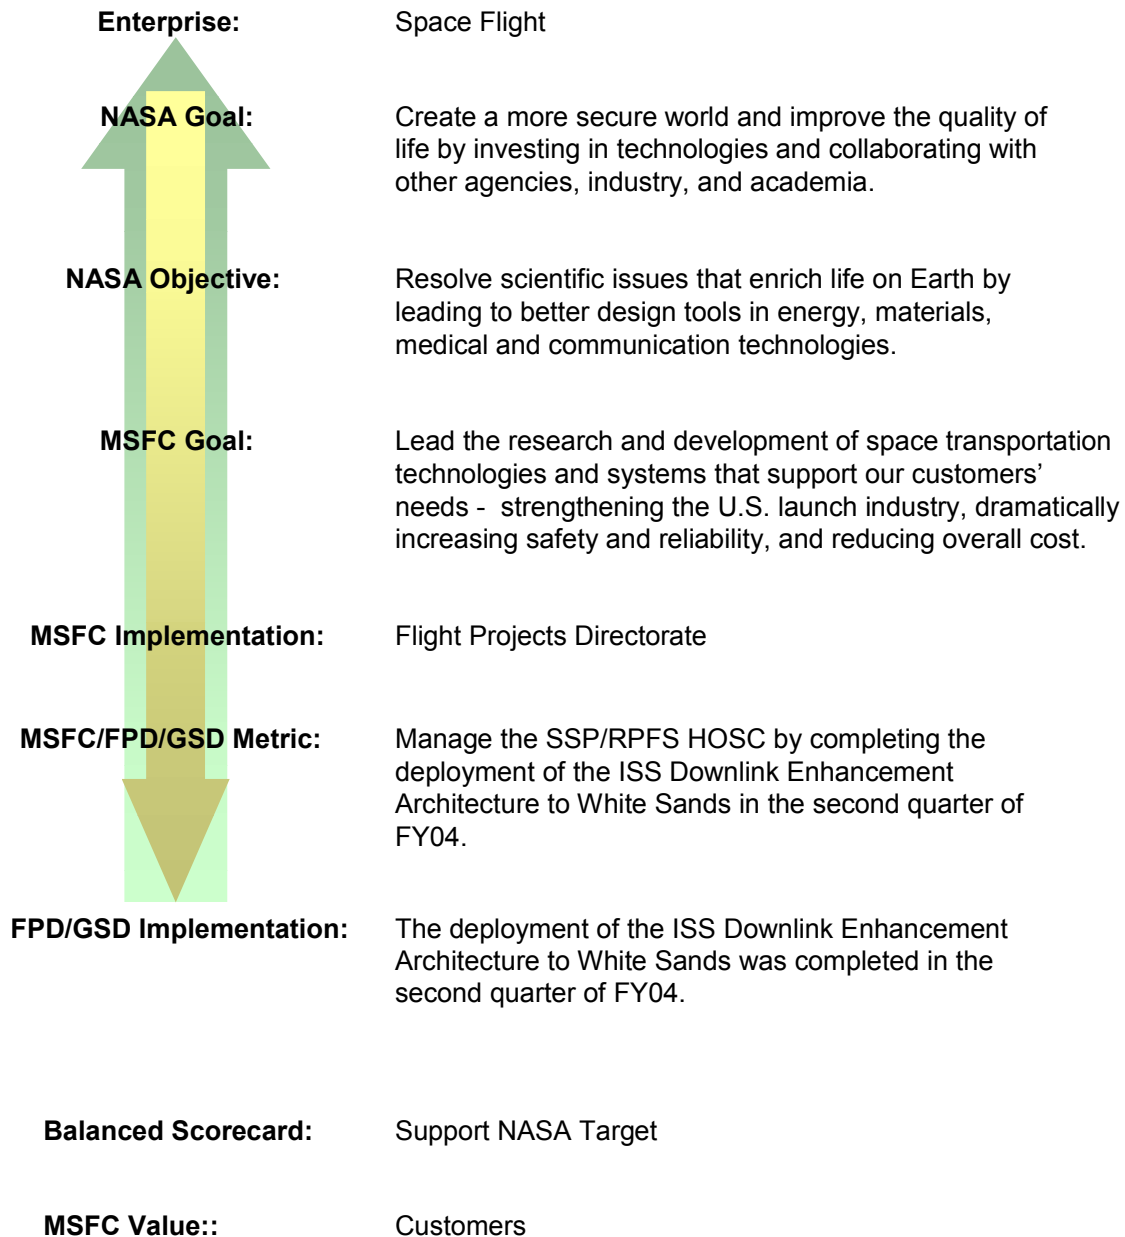 Enterprise: Space Flight
NASA Goal: Create a more secure world and improve the quality of
life by investing in technologies and collaborating with
other agencies, industry, and academia.
NASA Objective: Resolve scientific issues that enrich life on Earth by
leading to better design tools in energy, materials,
medical and communication technologies.
MSFC Goal: Lead the research and development of space transportation
technologies and systems that support our customers’
needs - strengthening the U.S. launch industry, dramatically
increasing safety and reliability, and reducing overall cost.
MSFC Implementation: Flight Projects Directorate
MSFC/FPD/GSD Metric: Manage the SSP/RPFS HOSC by completing the
deployment of the ISS Downlink Enhancement
Architecture to White Sands in the second quarter of
FY04.
FPD/GSD Implementation: The deployment of the ISS Downlink Enhancement
Architecture to White Sands was completed in the
second quarter of FY04.
Balanced Scorecard: Support NASA Target
MSFC Value:: Customers